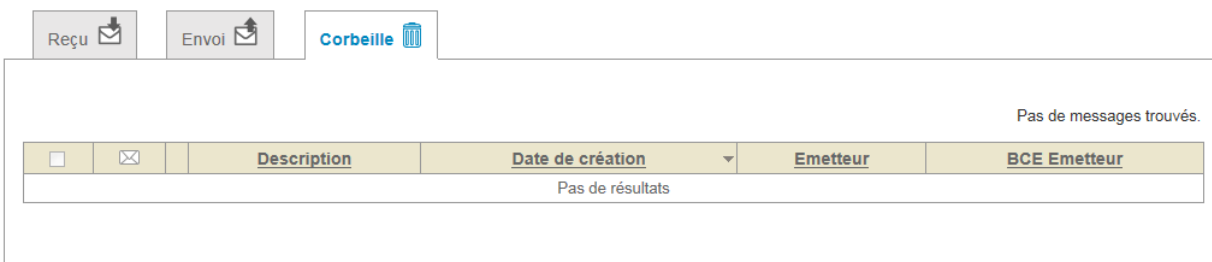 Reçu Envoi Corbeille
Pas de messages trouvés.
Description Date de création Emetteur BCE Emetteur
Pas de résultats